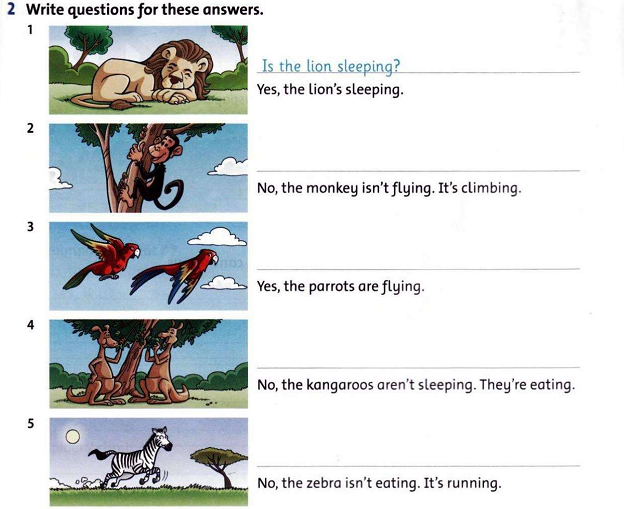 2 Write questions for these answers.
1
Is the lion sleeping?
Yes, the lion's sleeping.
2
No, the monkey isn't flying. It's climbing.
3
Yes, the parrots are flying.
4
No, the kangaroos aren't sleeping. They're eating.
5
No, the zebra isn't eating. It's running.